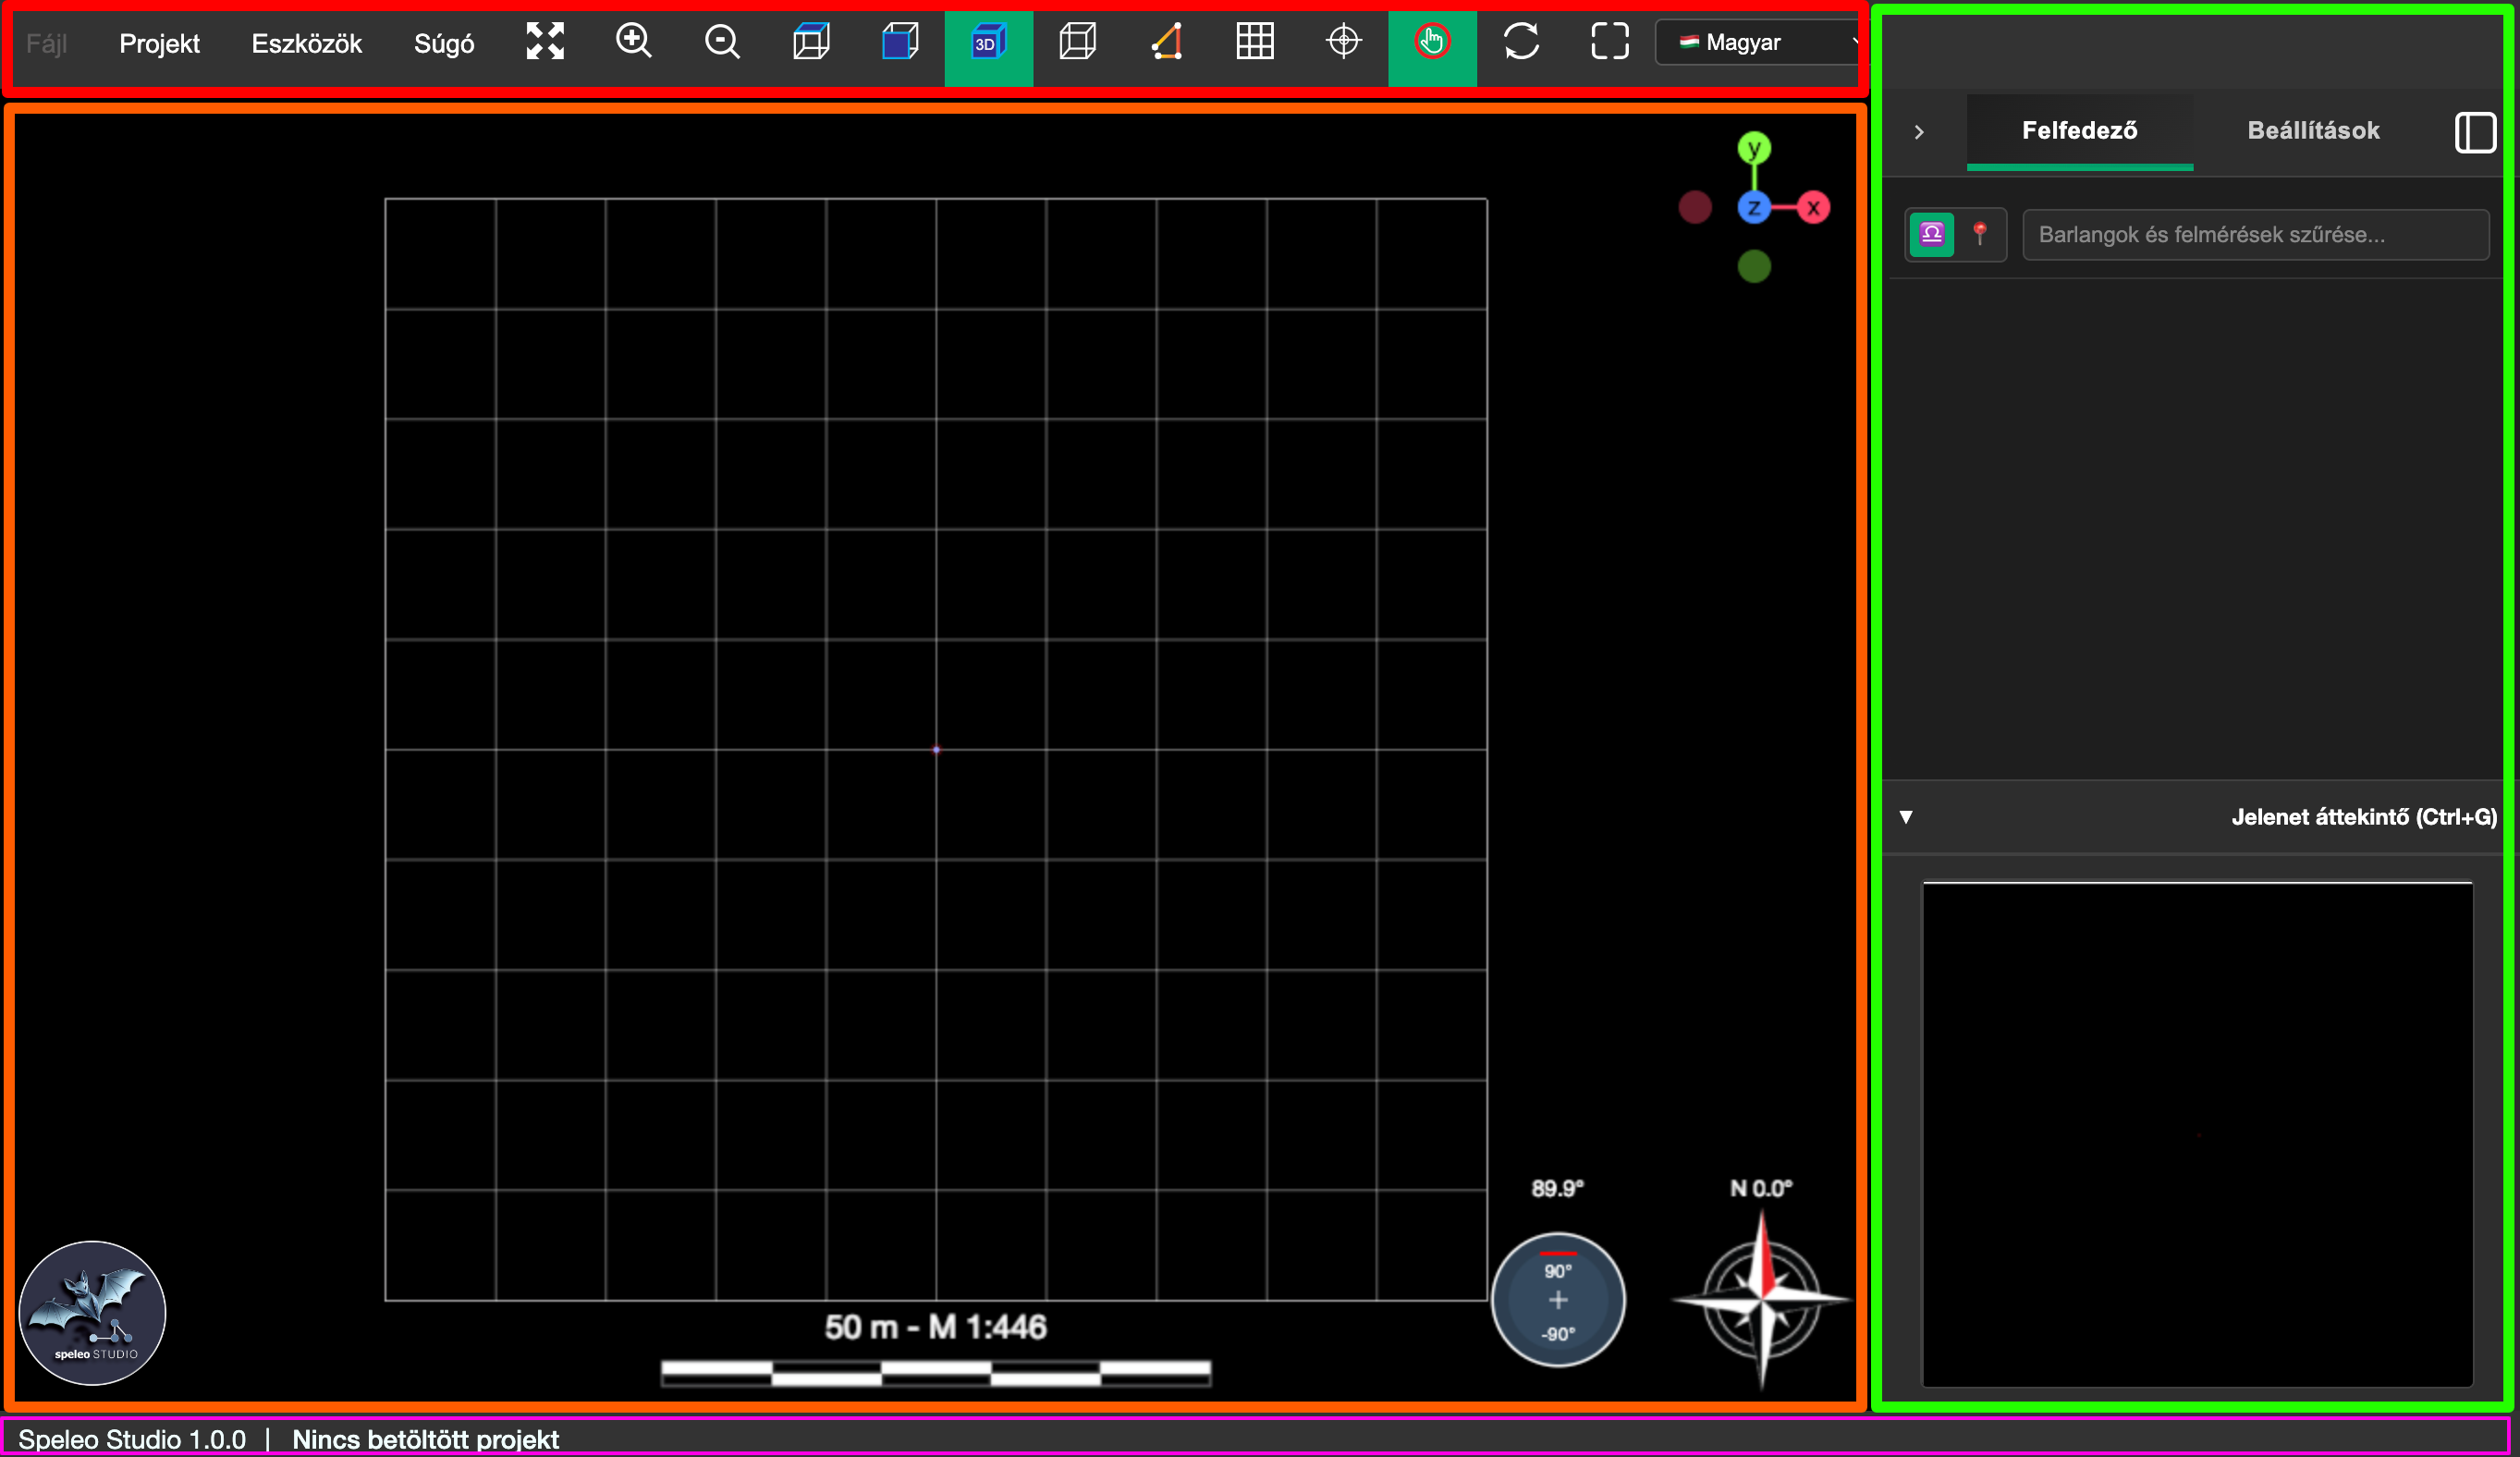 Fájl Projekt Eszközök Súgó 3D Magyar
Felfedező Beállítások
Barlangok és felmérések szűrése...
y
z x
Jelenet áttekintő (Ctrl+G)
89.9° N 0.0°
90°
-90°
50 m - M 1:446
speleo STUDIO
Speleo Studio 1.0.0 | Nincs betöltött projekt